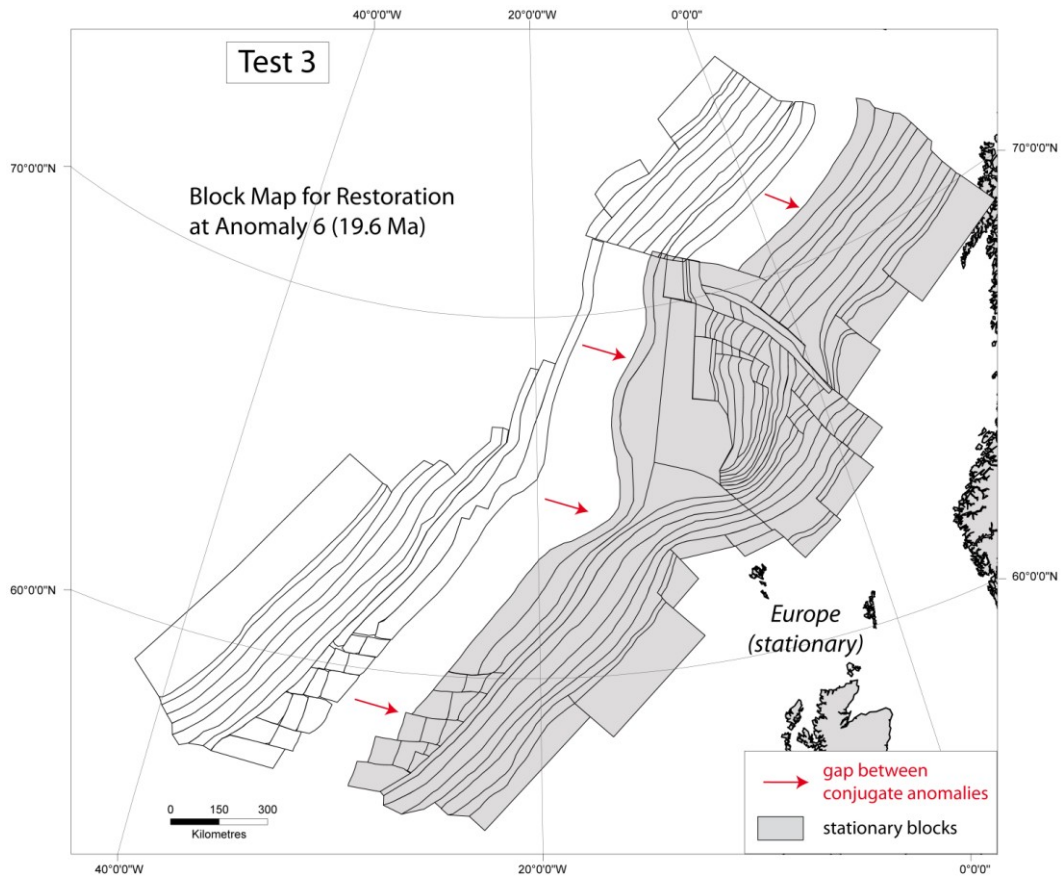 40°0'0"W
20°0'0"W
0°0'0"
Test 3
70°0'0"N
70°0'0"N
Block Map for Restoration
at Anomaly 6 (19.6 Ma)
60°0'0"N
60°0'0"N
Europe
(stationary)
gap between
conjugate anomalies
stationary blocks
0 150 300
Kilometres
40°0'0"W
20°0'0"W
0°0'0"